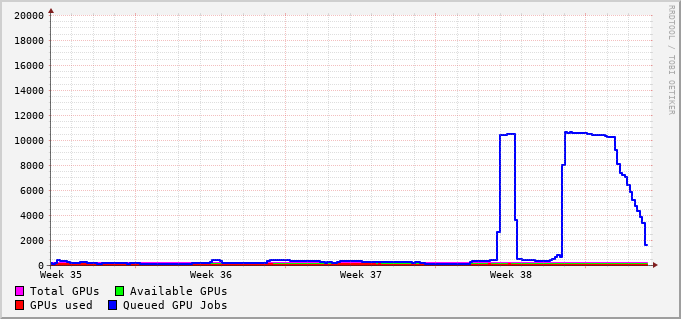 20000
18000
16000
14000
12000
10000
8000
6000
4000
2000
0
Week 35 Week 36 Week 37 Week 38
Total GPUs Available GPUs
GPUs used Queued GPU Jobs
RRDTOOL / TOBI OETIKER